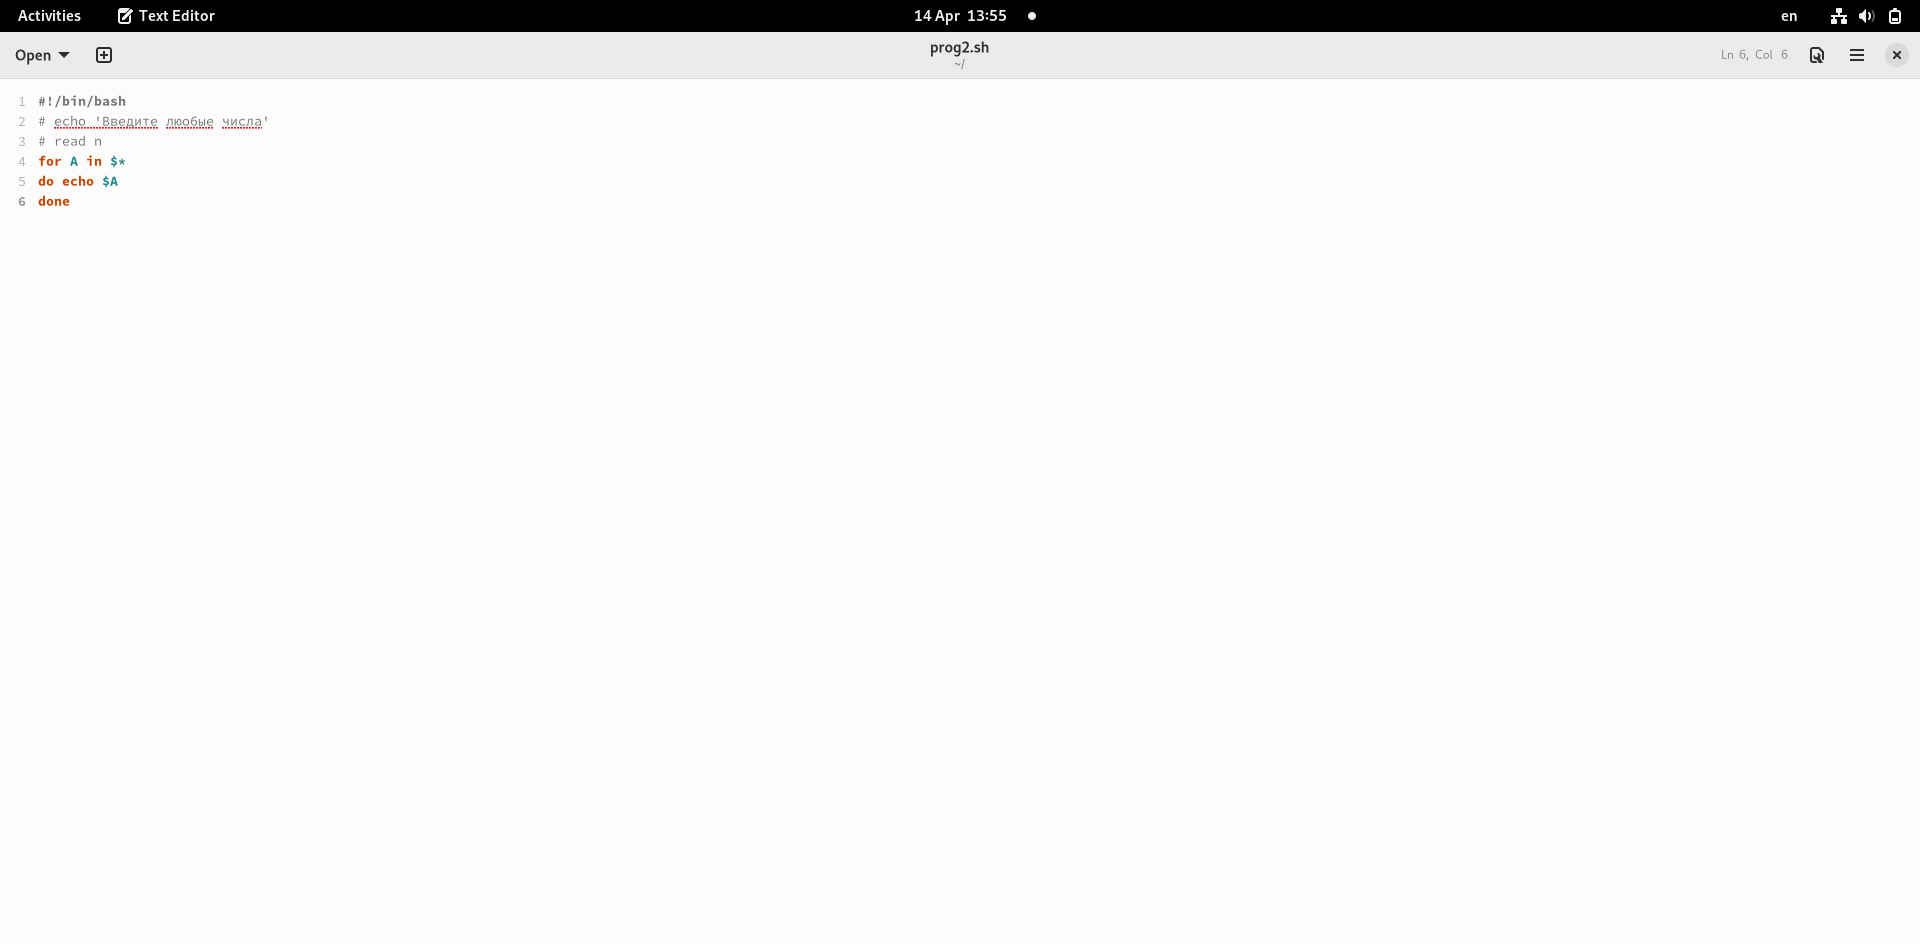 Activities Text Editor 14 Apr 13:55 en
Open prog2.sh Ln 6, Col 6
~/
1 #!/bin/bash
2 # echo 'Введите люобые числа'
3 # read n
4 for A in $*
5 do echo $A
6 done